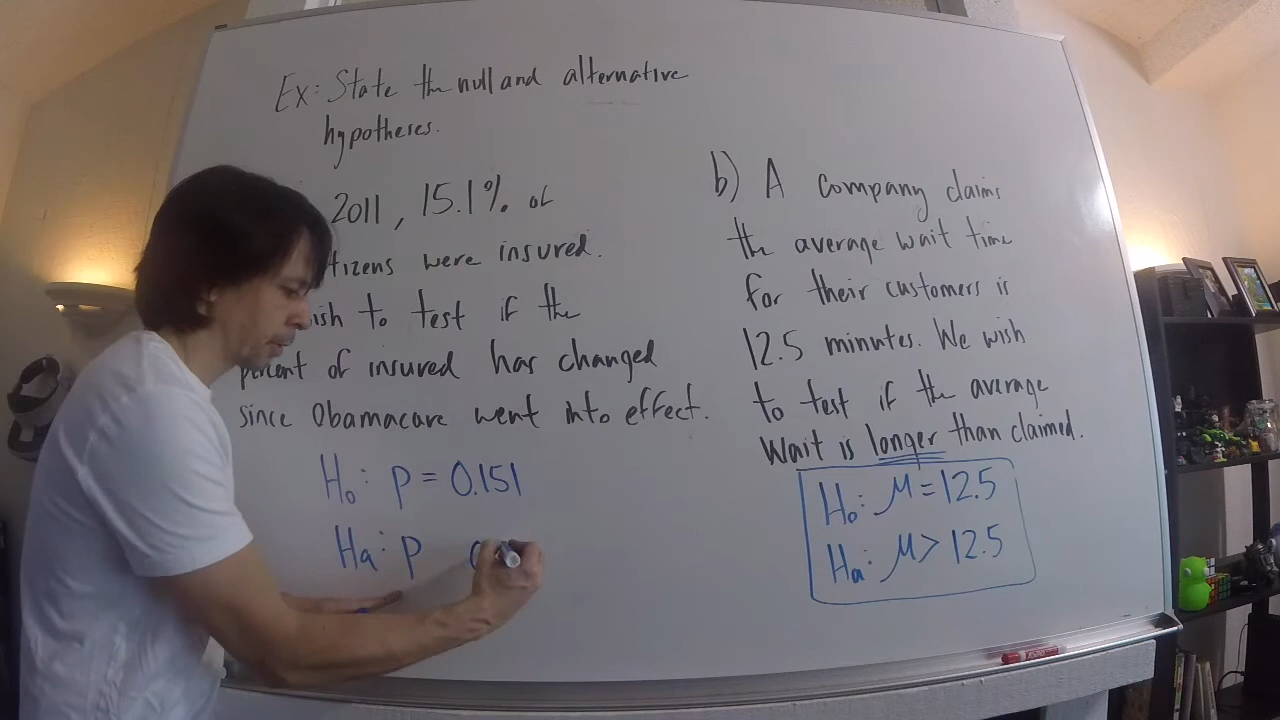 Ex: State the null and alternative
hypotheses.
2011, 15.1% of
tizens were insured.
ish to test if the
percent of insured has changed
since Obamacare went into effect.
H₀: p = 0.151
Ha: p 0
b) A company claims
the average wait time
for their customers is
12.5 minutes. We wish
to test if the average
wait is longer than claimed.
H₀: μ = 12.5
Ha: μ > 12.5